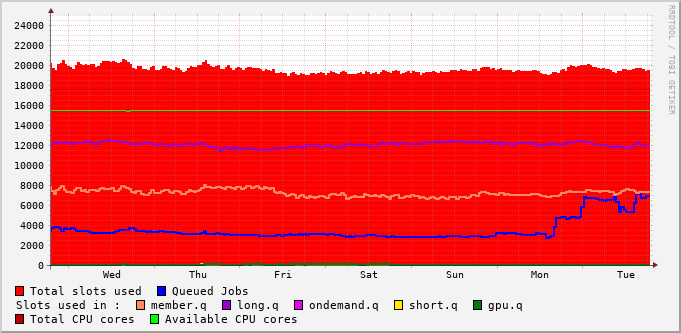 24000
22000
20000
18000
16000
14000
12000
10000
8000
6000
4000
2000
0
Wed Thu Fri Sat Sun Mon Tue
Total slots used Queued Jobs
Slots used in : member.q long.q ondemand.q short.q gpu.q
Total CPU cores Available CPU cores
RRDTOOL / TOBI OETIKER